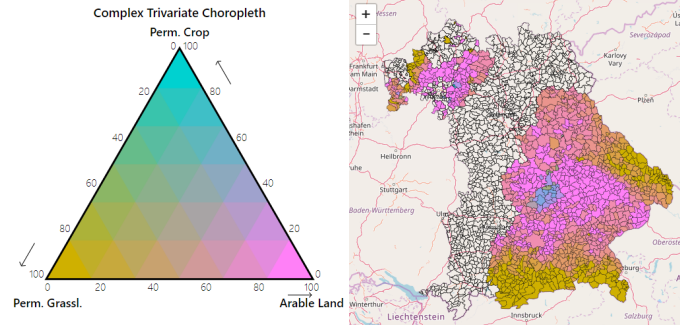 Complex Trivariate Choropleth
Perm. Crop
0 100
20 80
40 60
60 40
80 20
100 0
0 20 40 60 80 100
Perm. Grassl. Arable Land
+
−
Hessen
Severozápad
Karlovy
Vary
Frankfurt
am Main
Plzeň
Heilbronn
Stuttgart
Baden-Württemberg
Winterthur
Liechtenstein
Innsbruck
Salzburg